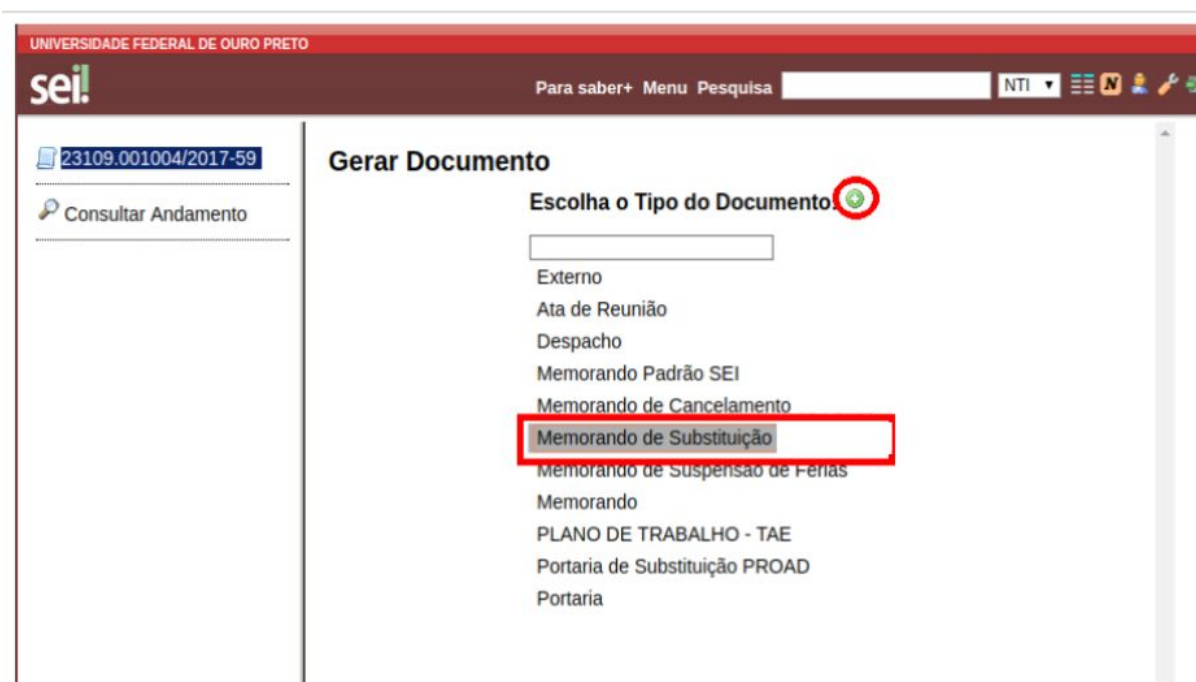 UNIVERSIDADE FEDERAL DE OURO PRETO
sei!
Para saber+ Menu Pesquisa NTI N
23109.001004/2017-59
Consultar Andamento
Gerar Documento
Escolha o Tipo do Documento:
Externo
Ata de Reunião
Despacho
Memorando Padrão SEI
Memorando de Cancelamento
Memorando de Substituição
Memorando de Suspensão de Férias
Memorando
PLANO DE TRABALHO - TAE
Portaria de Substituição PROAD
Portaria